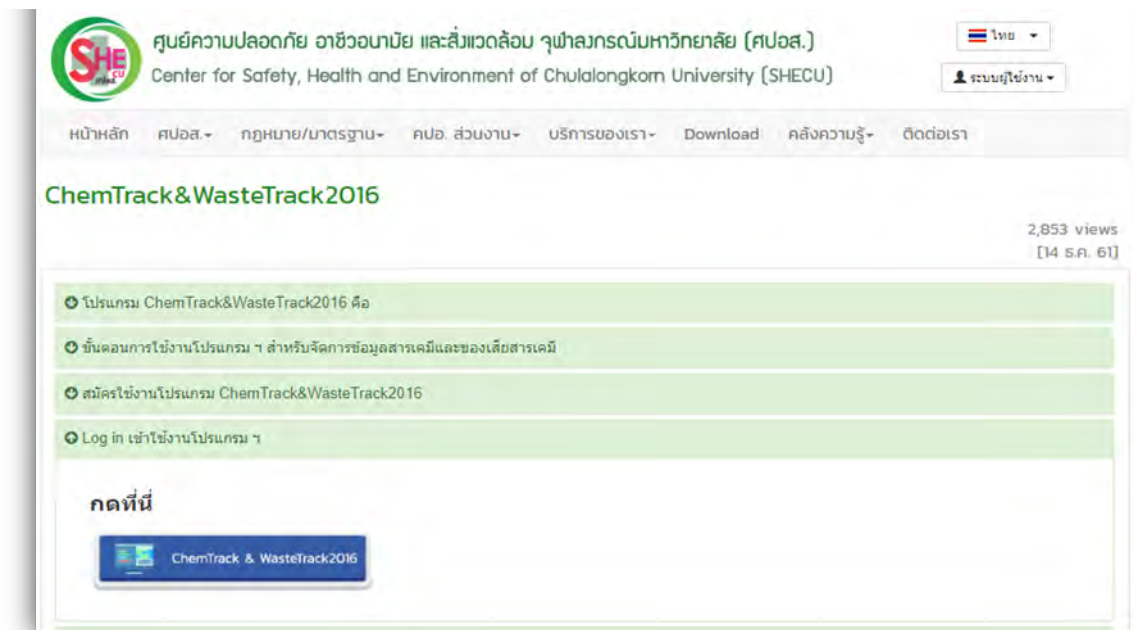 ศูนย์ความปลอดภัย อาชีวอนามัย และสิ่งแวดล้อม จุฬาลงกรณ์มหาวิทยาลัย (ศปอส.)
Center for Safety, Health and Environment of Chulalongkorn University (SHECU)
SHE
ศปอส
CU
ไทย
ระบบผู้ใช้งาน
หน้าหลัก ศปอส. กฎหมาย/มาตรฐาน คปอ. ส่วนงาน บริการของเรา Download คลังความรู้ ติดต่อเรา
ChemTrack&WasteTrack2016
2,853 views
[14 ธ.ค. 61]
โปรแกรม ChemTrack&WasteTrack2016 คือ
ขั้นตอนการใช้งานโปรแกรม ฯ สำหรับจัดการข้อมูลสารเคมีและของเสียสารเคมี
สมัครใช้งานโปรแกรม ChemTrack&WasteTrack2016
Log in เข้าใช้งานโปรแกรม ฯ
กดที่นี่
ChemTrack & WasteTrack2016